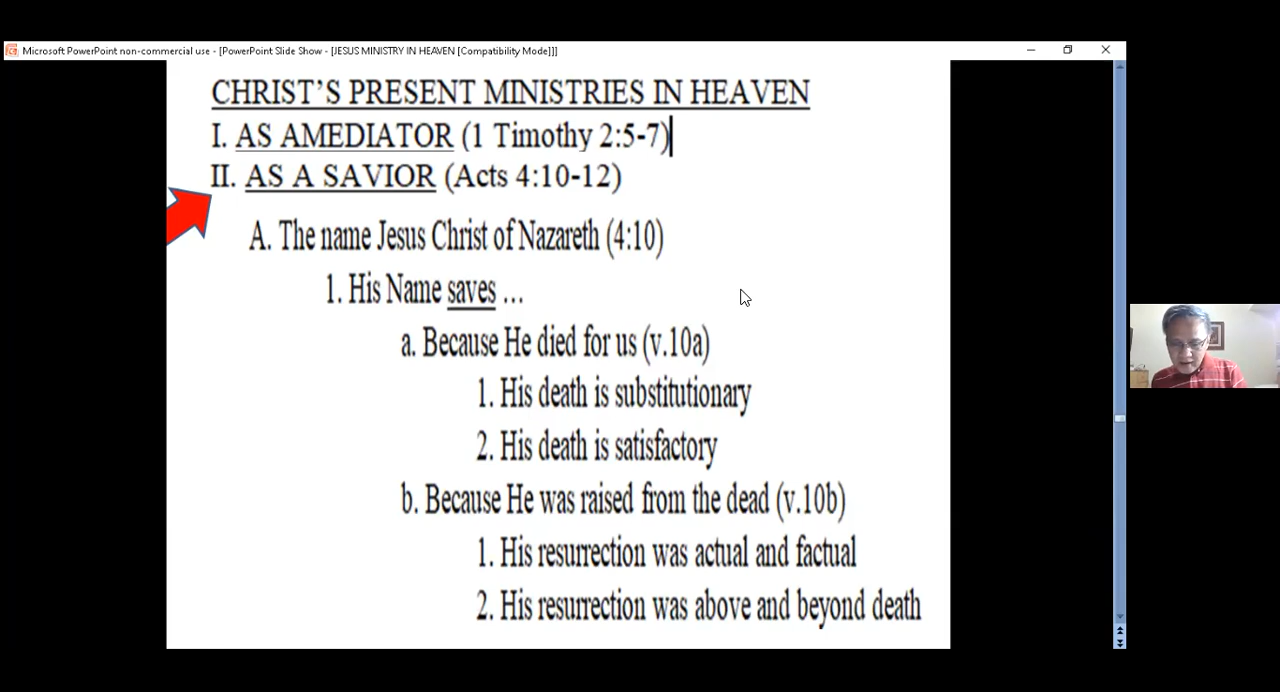 Microsoft PowerPoint non-commercial use - [PowerPoint Slide Show - [JESUS MINISTRY IN HEAVEN [Compatibility Mode]]]
CHRIST'S PRESENT MINISTRIES IN HEAVEN
I. AS AMEDIATOR (1 Timothy 2:5-7)
II. AS A SAVIOR (Acts 4:10-12)
A. The name Jesus Christ of Nazareth (4:10)
1. His Name saves ...
a. Because He died for us (v.10a)
1. His death is substitutionary
2. His death is satisfactory
b. Because He was raised from the dead (v.10b)
1. His resurrection was actual and factual
2. His resurrection was above and beyond death